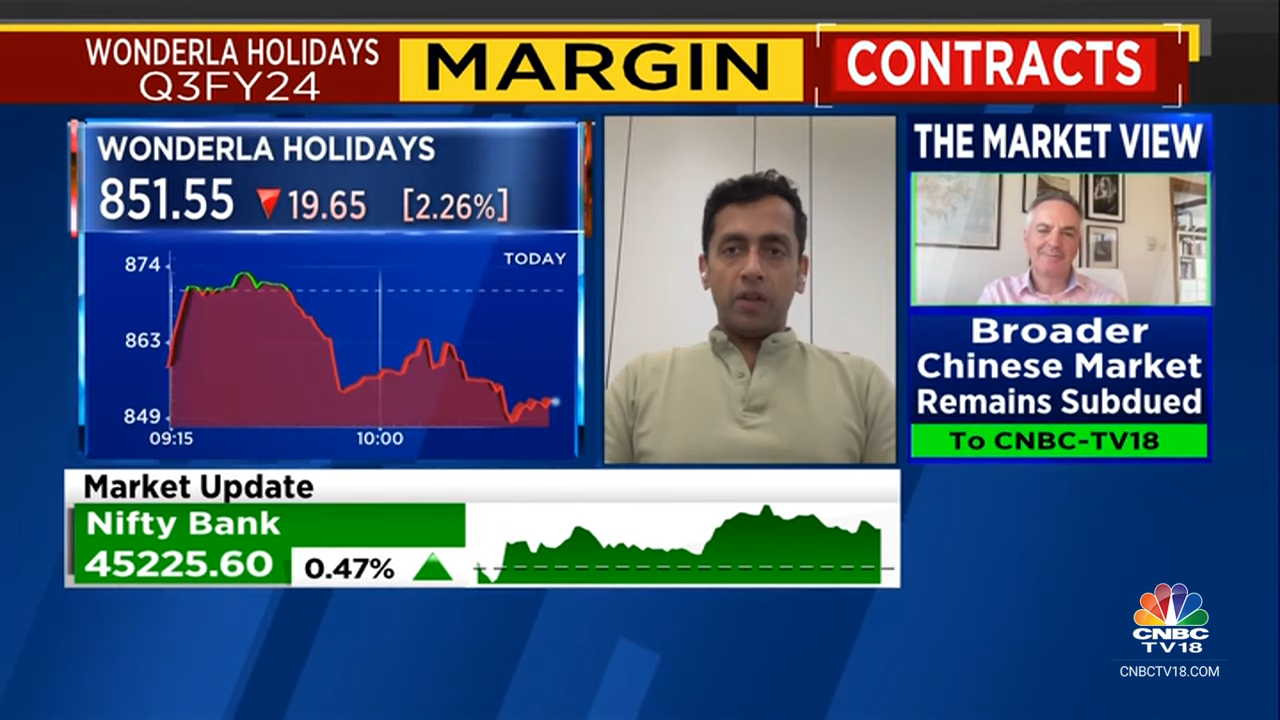 WONDERLA HOLIDAYS
Q3FY24
MARGIN
CONTRACTS
WONDERLA HOLIDAYS
851.55 ▼ 19.65 [2.26%]
TODAY
874
863
849
09:15 10:00
THE MARKET VIEW
Broader
Chinese Market
Remains Subdued
To CNBC-TV18
Market Update
Nifty Bank
45225.60 0.47% ▲
CNBC
TV18
CNBCTV18.COM